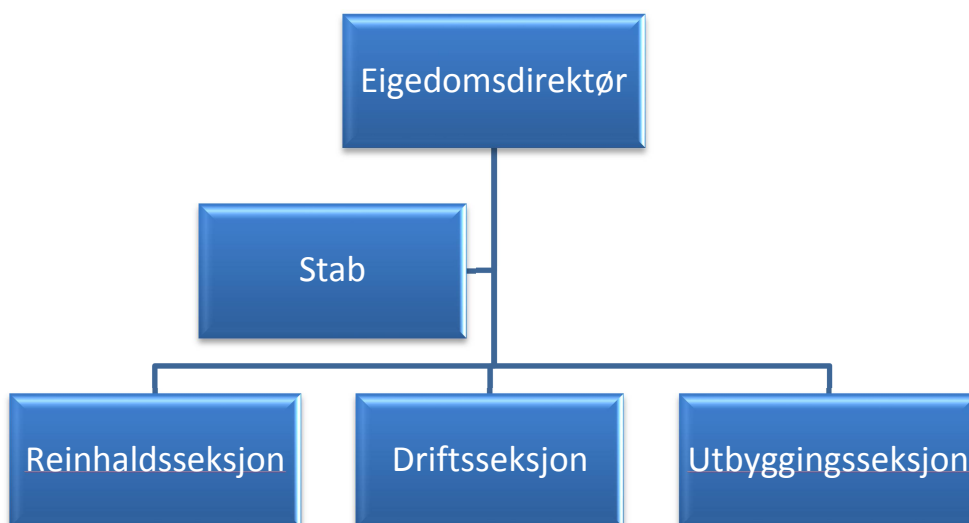 Eigedomsdirektør
Stab
Reinhaldsseksjon
Driftsseksjon
Utbyggingsseksjon